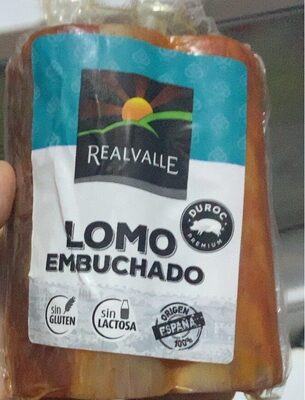 REALVALLE
DUROC
PREMIUM
LOMO
EMBUCHADO
sin
GLUTEN
sin
LACTOSA
ORIGEN
ESPAÑA
100%